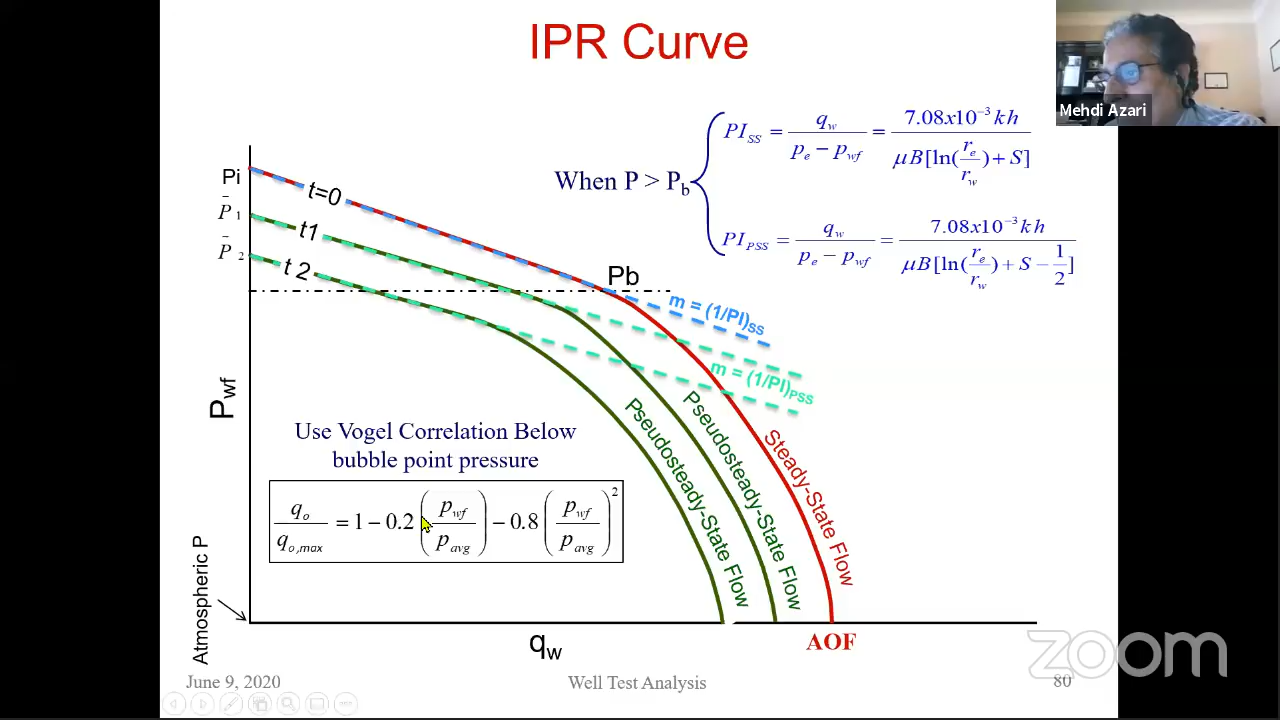 IPR Curve
Mehdi Azari
When P > Pb
PI_SS = q_w / (p_e − p_wf) = 7.08x10^−3 kh / μB[ln(r_e/r_w) + S]
PI_PSS = q_w / (p_e − p_wf) = 7.08x10^−3 kh / μB[ln(r_e/r_w) + S − 1/2]
Pi
P̄ 1
P̄ 2
t=0
t1
t 2
Pb
m = (1/PI)SS
m = (1/PI)PSS
Pwf
Use Vogel Correlation Below
bubble point pressure
q_o / q_o,max = 1 − 0.2 (p_wf / p_avg) − 0.8 (p_wf / p_avg)^2
Pseudosteady-State Flow
Pseudosteady-State Flow
Steady-State Flow
Atmospheric P
qw
AOF
zoom
June 9, 2020
Well Test Analysis
80